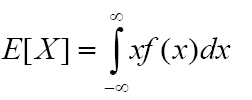 E[X] = ∫_{-∞}^{∞} xf(x)dx